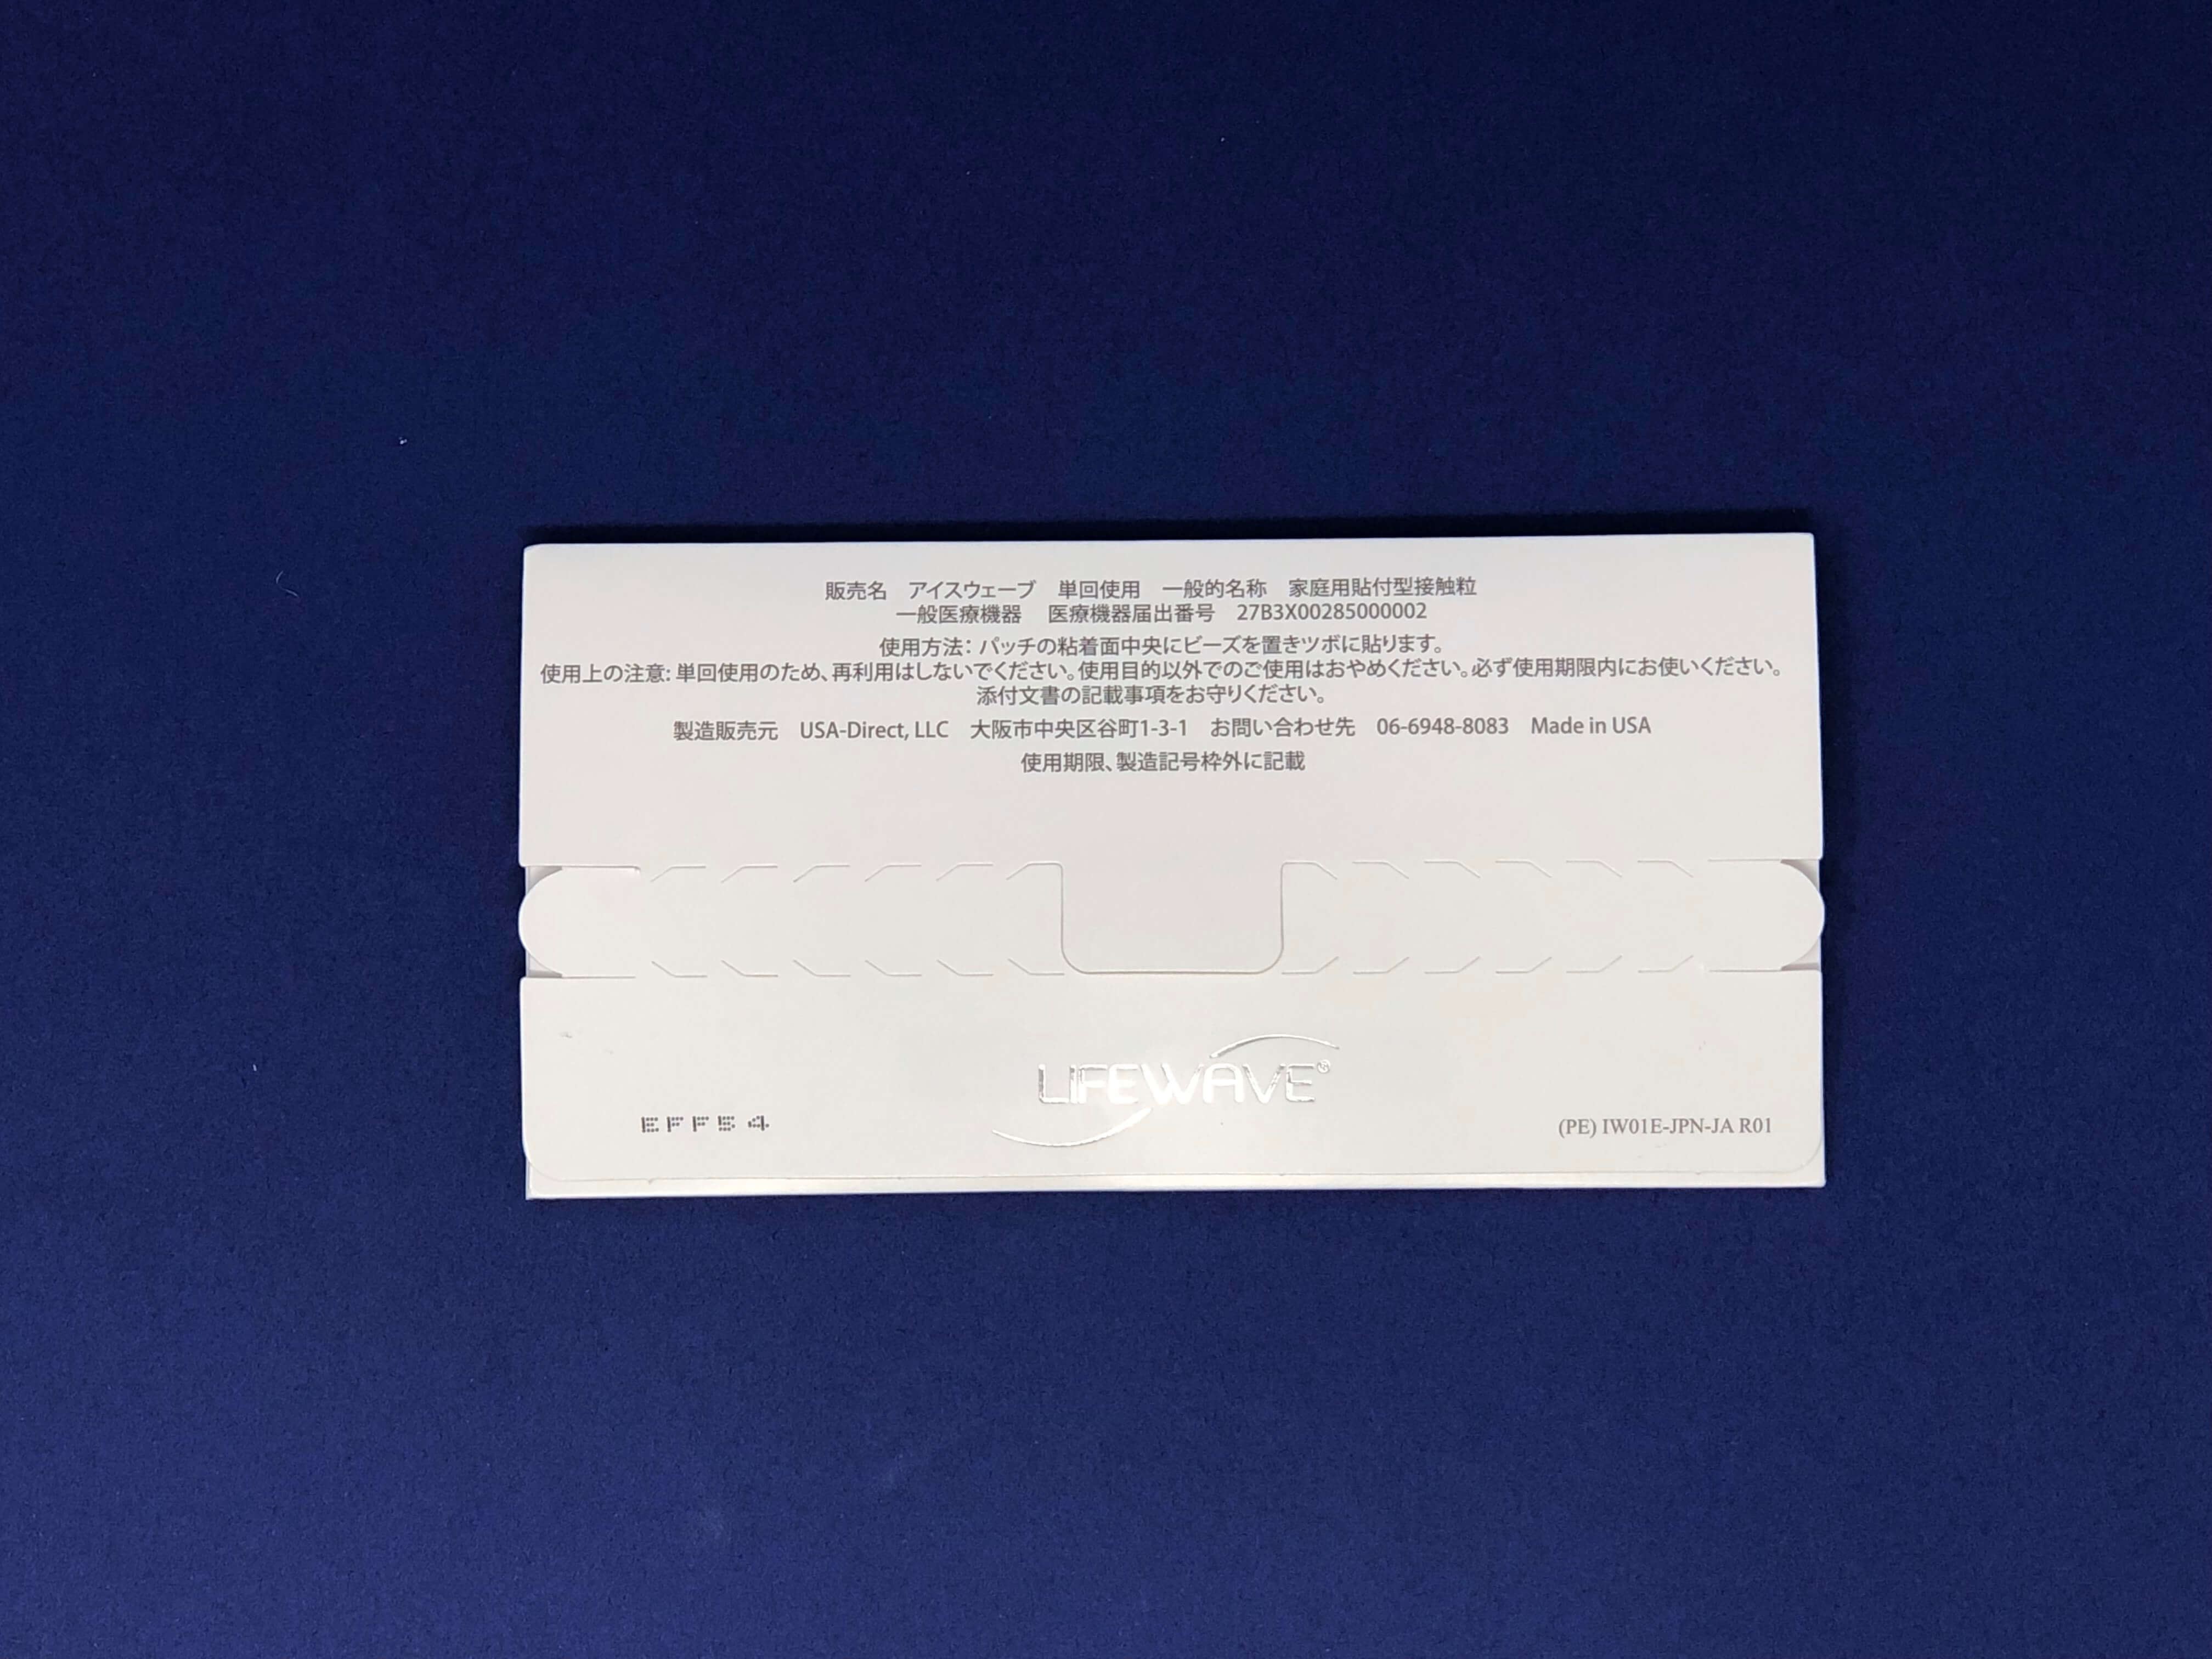 販売名　アイスウェーブ　単回使用　一般的名称　家庭用貼付型接触粒
一般医療機器　医療機器届出番号　27B3X00285000002
使用方法：パッチの粘着面中央にビーズを置きツボに貼ります。
使用上の注意：単回使用のため、再利用はしないでください。使用目的以外でのご使用はおやめください。必ず使用期限内にお使いください。
添付文書の記載事項をお守りください。
製造販売元　USA-Direct, LLC　大阪市中央区谷町1-3-1　お問い合わせ先　06-6948-8083　Made in USA
使用期限、製造記号枠外に記載
LIFEWAVE®
EFF54
(PE) IW01E-JPN-JA R01